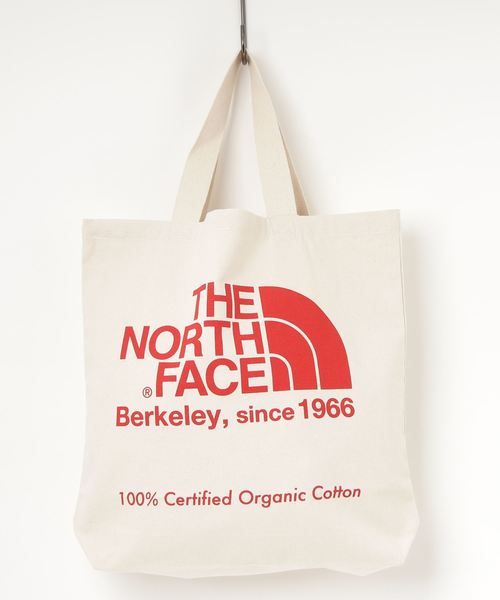 THE
NORTH
® FACE
Berkeley, since 1966
100% Certified Organic Cotton